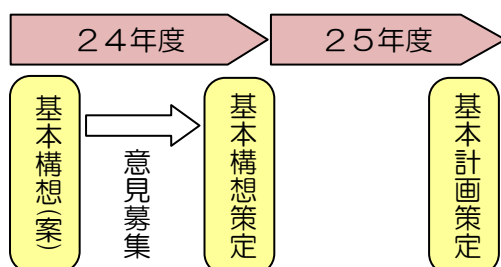 ２４年度
２５年度
基本構想(案)
意見募集
基本構想策定
基本計画策定